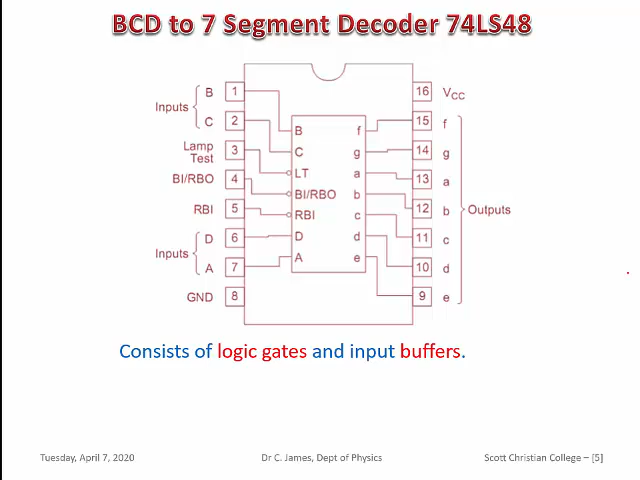 BCD to 7 Segment Decoder 74LS48
B 1 16 VCC
Inputs
C 2 B f 15 f
Lamp
Test 3 C g 14 g
LT a 13 a
BI/RBO 4 BI/RBO b
RBI 5 RBI c 12 b Outputs
D 6 D d 11 c
Inputs
A 7 A e 10 d
GND 8 9 e
Consists of logic gates and input buffers.
Tuesday, April 7, 2020 Dr C. James, Dept of Physics Scott Christian College – [5]